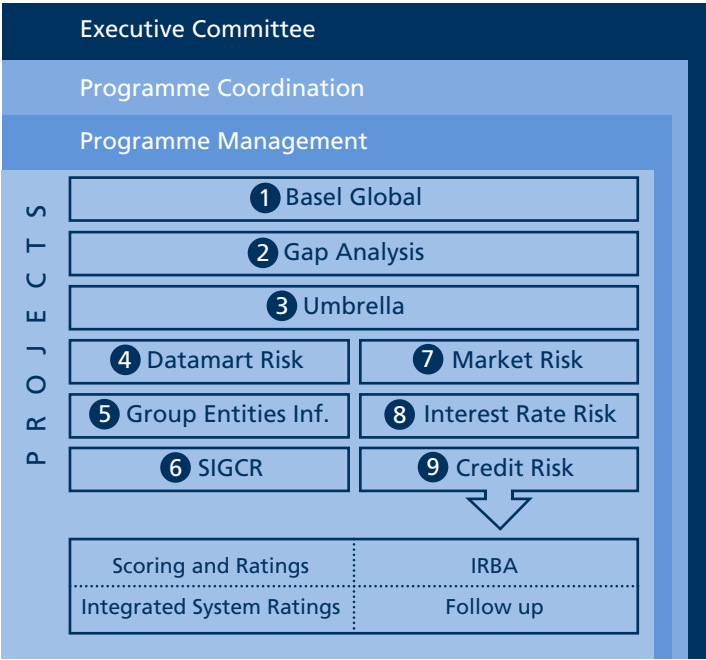 Executive Committee
Programme Coordination
Programme Management
PROJECTS
1 Basel Global
2 Gap Analysis
3 Umbrella
4 Datamart Risk
7 Market Risk
5 Group Entities Inf.
8 Interest Rate Risk
6 SIGCR
9 Credit Risk
Scoring and Ratings
IRBA
Integrated System Ratings
Follow up